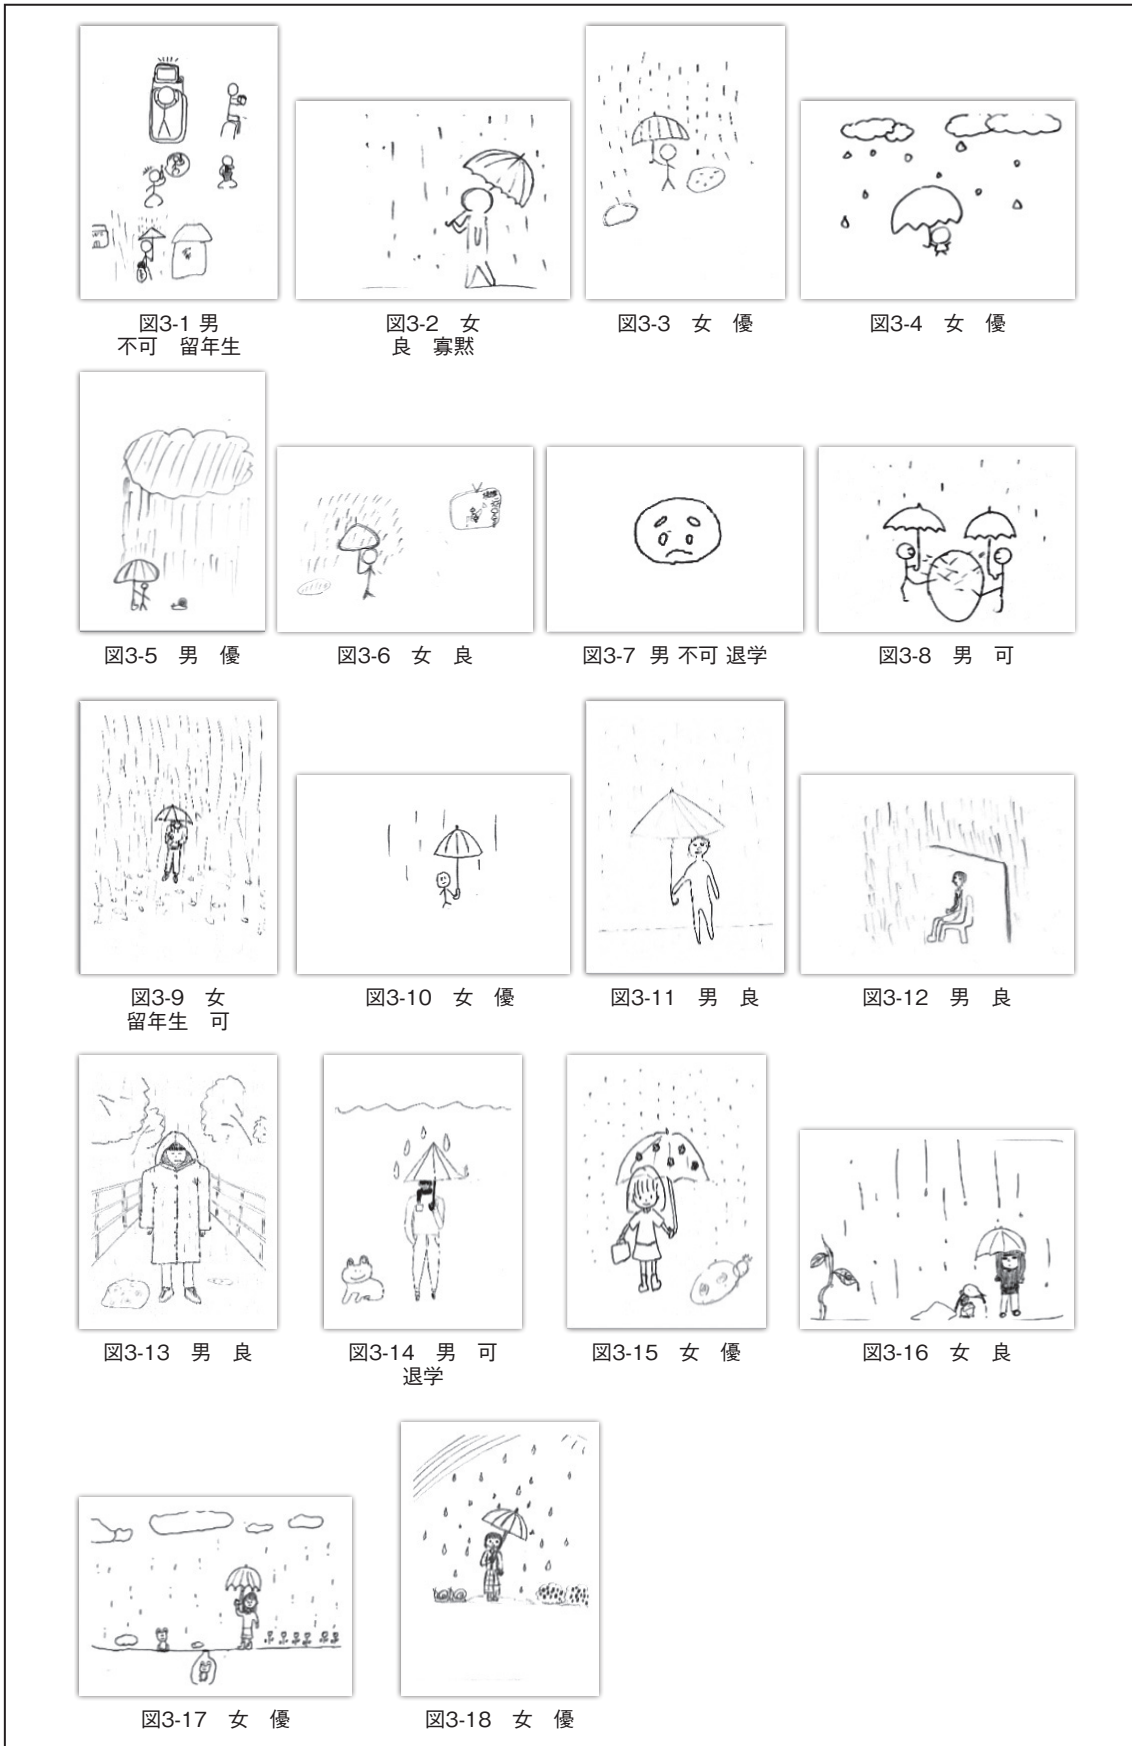 図3-1 男
不可 留年生
図3-2 女
良 寡黙
図3-3 女 優
図3-4 女 優
図3-5 男 優
図3-6 女 良
図3-7 男 不可 退学
図3-8 男 可
図3-9 女
留年生 可
図3-10 女 優
図3-11 男 良
図3-12 男 良
図3-13 男 良
図3-14 男 可
退学
図3-15 女 優
図3-16 女 良
図3-17 女 優
図3-18 女 優